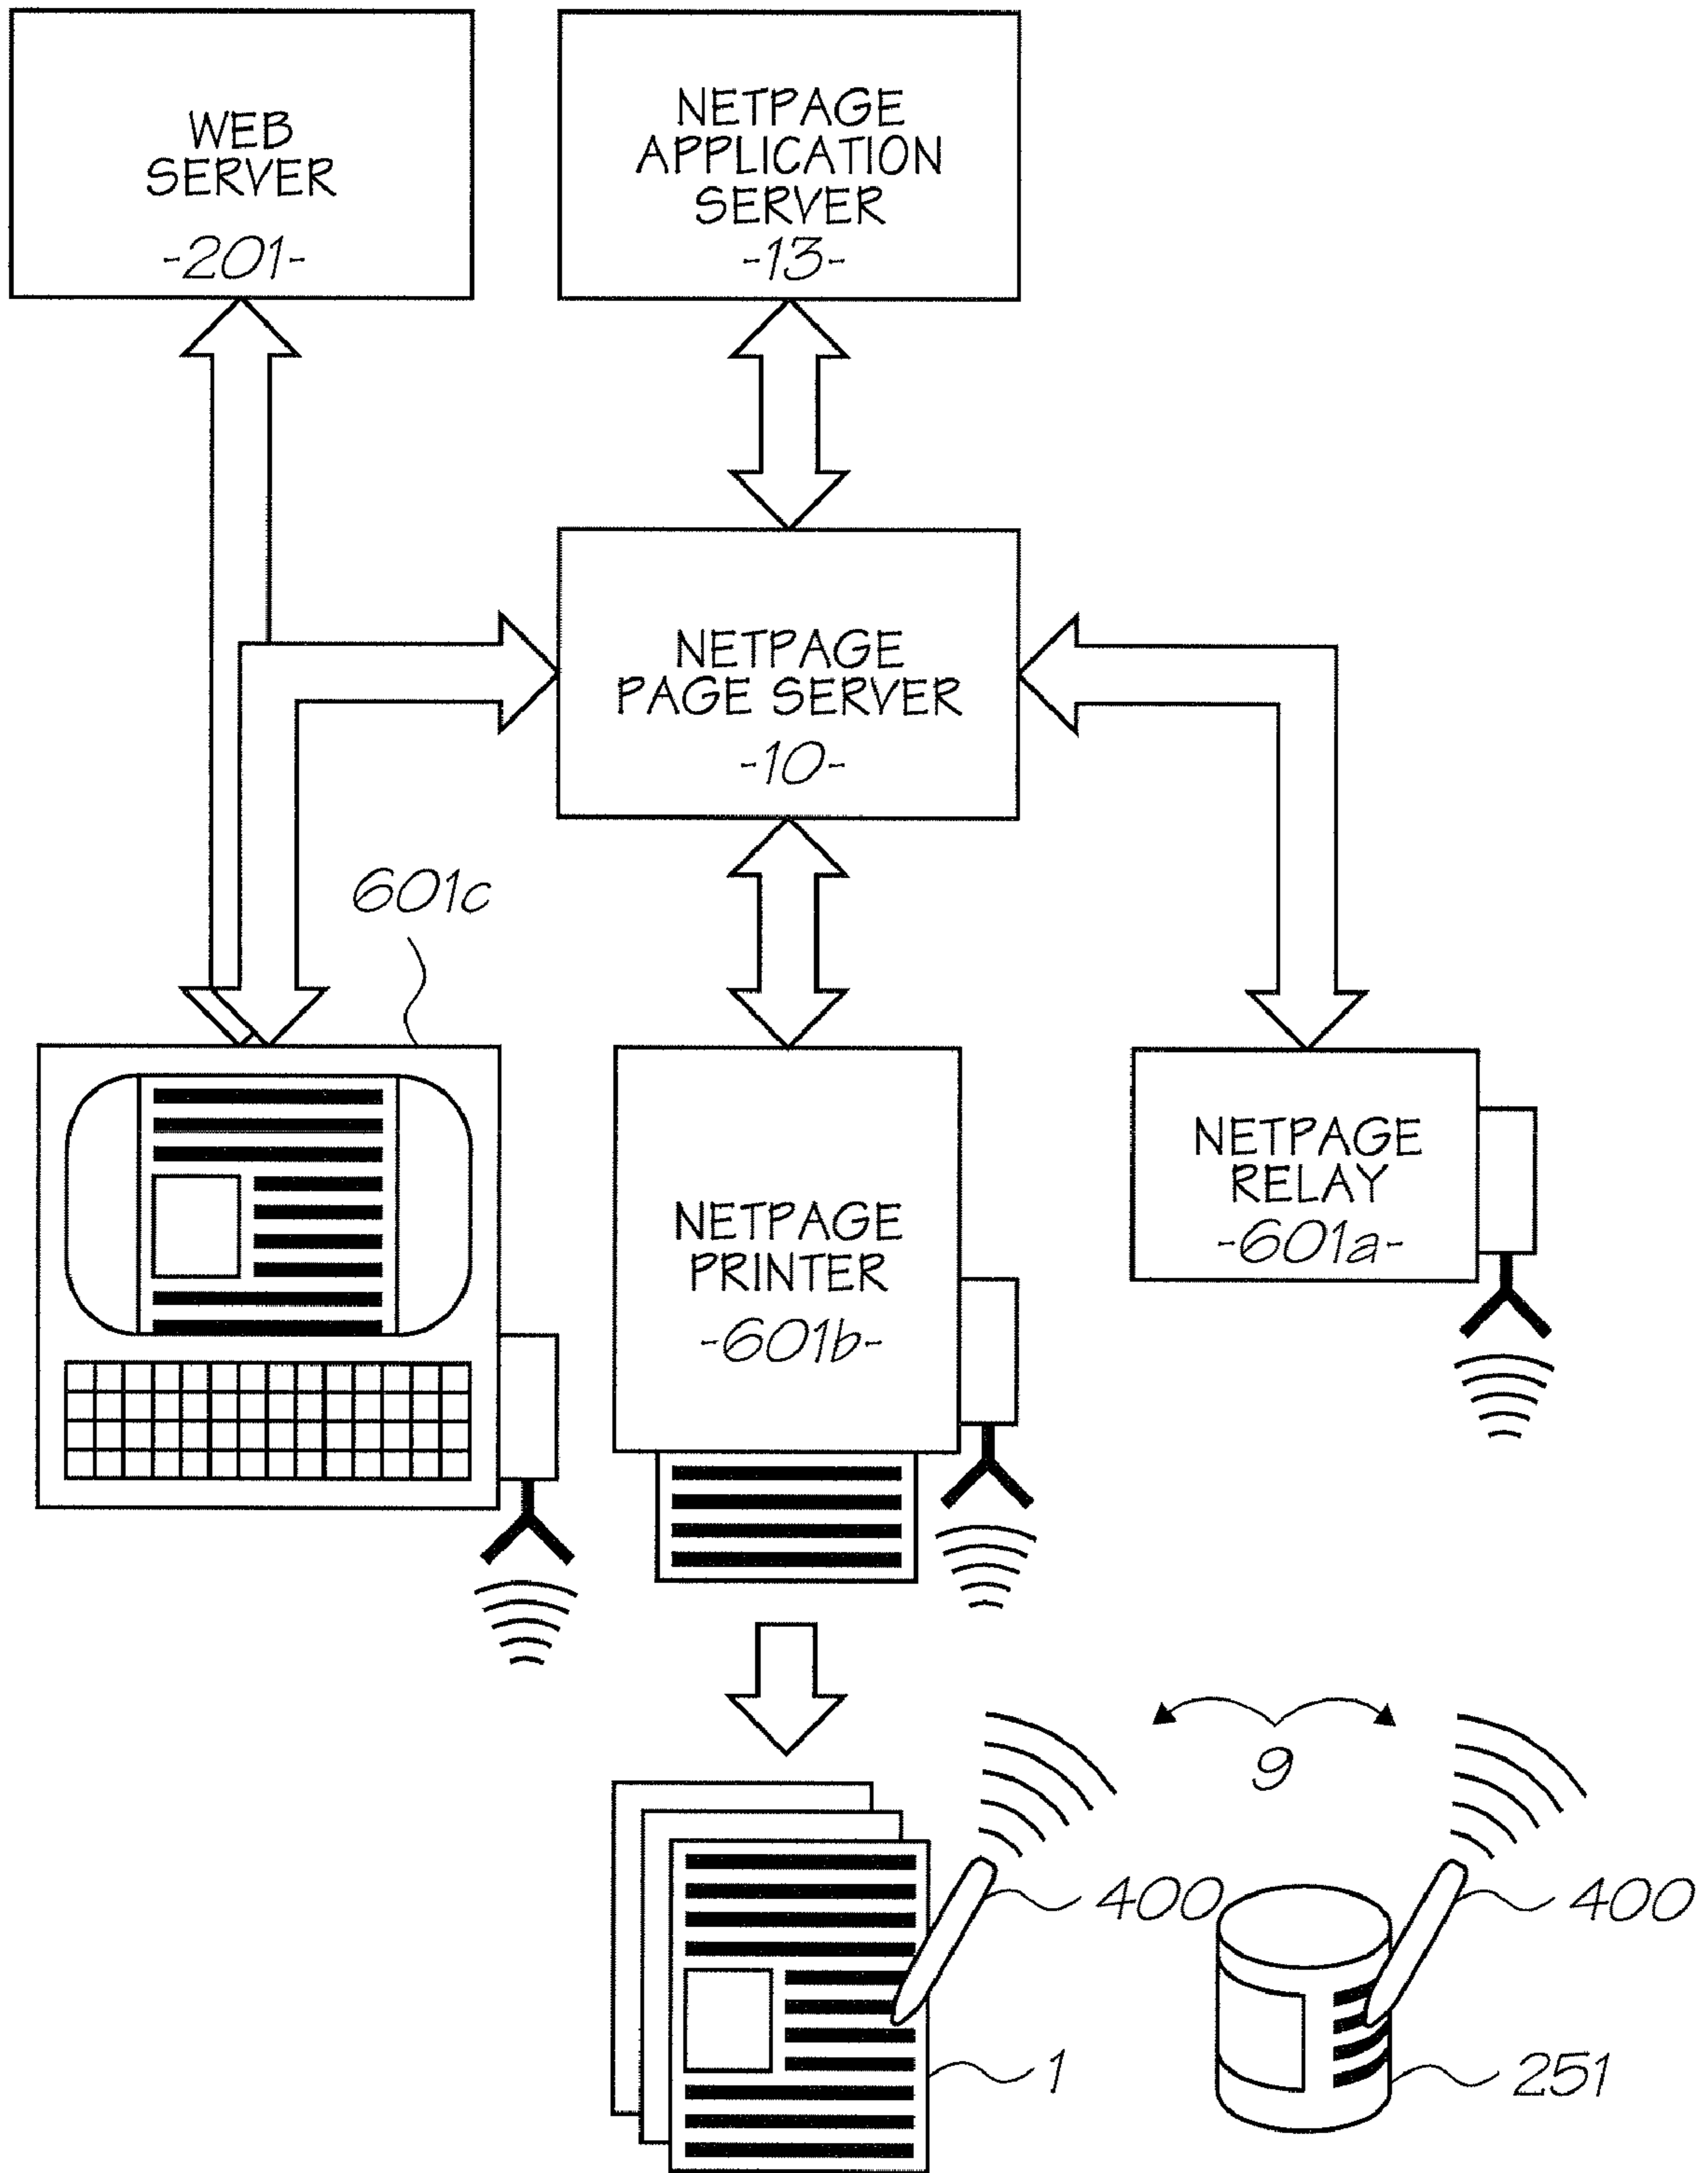 WEB
SERVER
-201-
NETPAGE
APPLICATION
SERVER
-13-
NETPAGE
PAGE SERVER
-10-
601c
NETPAGE
PRINTER
-601b-
NETPAGE
RELAY
-601a-
9
400
400
1
251